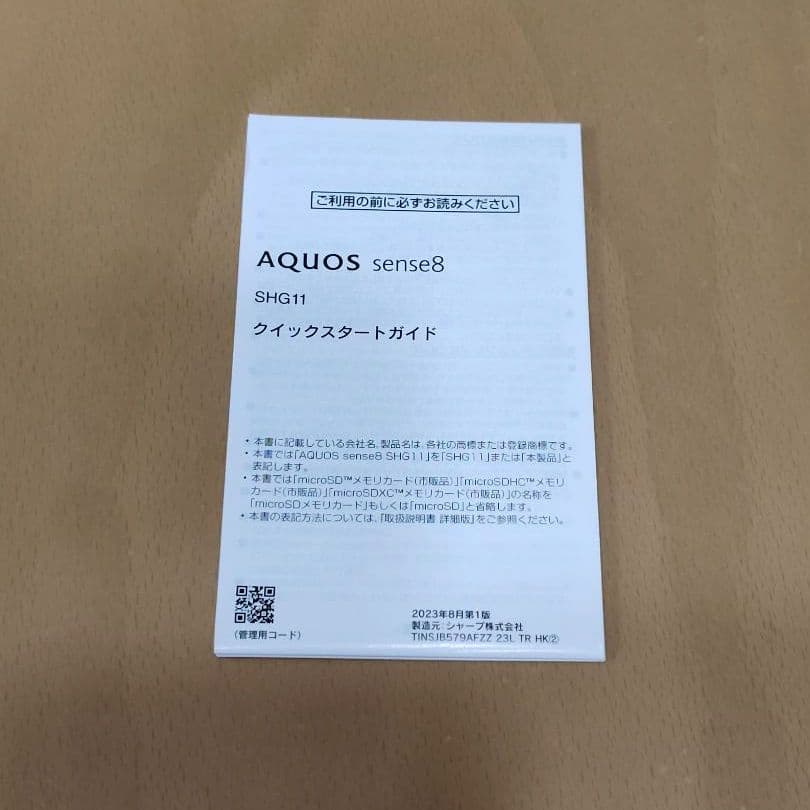 ご利用の前に必ずお読みください
AQUOS sense8
SHG11
クイックスタートガイド
・本書に記載している会社名、製品名は、各社の商標または登録商標です。
・本書では「AQUOS sense8 SHG11」を「SHG11」または「本製品」と
表記します。
・本書では「microSD™メモリカード(市販品)」「microSDHC™メモリ
カード(市販品)」「microSDXC™メモリカード(市販品)」の名称を
「microSDメモリカード」もしくは「microSD」と省略します。
・本書の表記方法については、『取扱説明書 詳細版』をご参照ください。
(管理用コード)
2023年8月第1版
製造元:シャープ株式会社
TINSJB579AFZZ 23L TR HK②